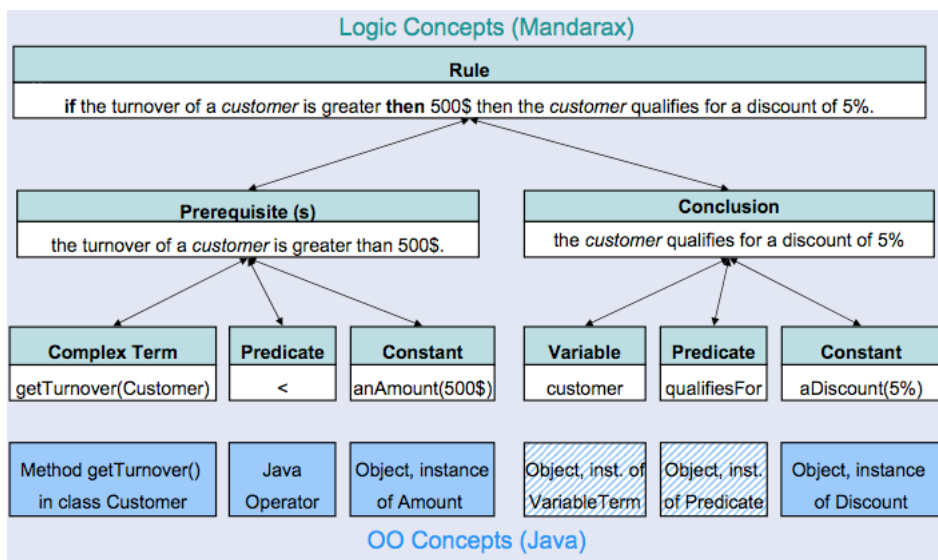 Logic Concepts (Mandarax)
Rule
if the turnover of a customer is greater then 500$ then the customer qualifies for a discount of 5%.
Prerequisite (s)
the turnover of a customer is greater than 500$.
Conclusion
the customer qualifies for a discount of 5%
Complex Term
getTurnover(Customer)
Predicate
<
Constant
anAmount(500$)
Variable
customer
Predicate
qualifiesFor
Constant
aDiscount(5%)
Method getTurnover()
in class Customer
Java
Operator
Object, instance
of Amount
Object, inst. of
VariableTerm
Object, inst.
of Predicate
Object, instance
of Discount
OO Concepts (Java)